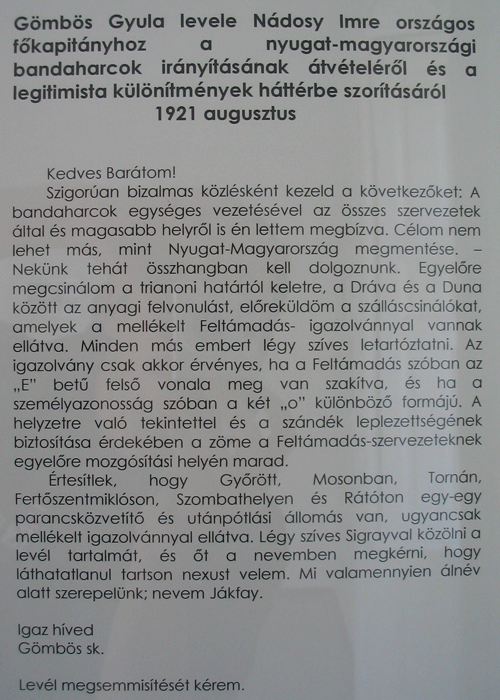 Gömbös Gyula levele Nádosy Imre országos
főkapitányhoz a nyugat-magyarországi
bandaharcok irányításának átvételéről és a
legitimista különítmények háttérbe szorításáról
1921 augusztus
Kedves Barátom!
Szigorúan bizalmas közlésként kezeld a következőket: A
bandaharcok egységes vezetésével az összes szervezetek
által és magasabb helyről is én lettem megbízva. Célom nem
lehet más, mint Nyugat-Magyarország megmentése. –
Nekünk tehát összhangban kell dolgoznunk. Egyelőre
megcsinálom a trianoni határtól keletre, a Dráva és a Duna
között az anyagi felvonulást, előreküldöm a szálláscsinálókat,
amelyek a mellékelt Feltámadás- igazolvánnyal vannak
ellátva. Minden más embert légy szíves letartóztatni. Az
igazolvány csak akkor érvényes, ha a Feltámadás szóban az
„E" betű felső vonala meg van szakítva, és ha a
személyazonosság szóban a két „o" különböző formájú. A
helyzetre való tekintettel és a szándék leplezettségének
biztosítása érdekében a zöme a Feltámadás-szervezeteknek
egyelőre mozgósítási helyén marad.
Értesítlek, hogy Győrött, Mosonban, Tornán,
Fertőszentmiklóson, Szombathelyen és Rátóton egy-egy
parancsközvetítő és utánpótlási állomás van, ugyancsak
mellékelt igazolvánnyal ellátva. Légy szíves Sigrayval közölni a
levél tartalmát, és őt a nevemben megkérni, hogy
láthatatlanul tartson nexust velem. Mi valamennyien álnév
alatt szerepelünk; nevem Jákfay.
Igaz híved
Gömbös sk.
Levél megsemmisítését kérem.